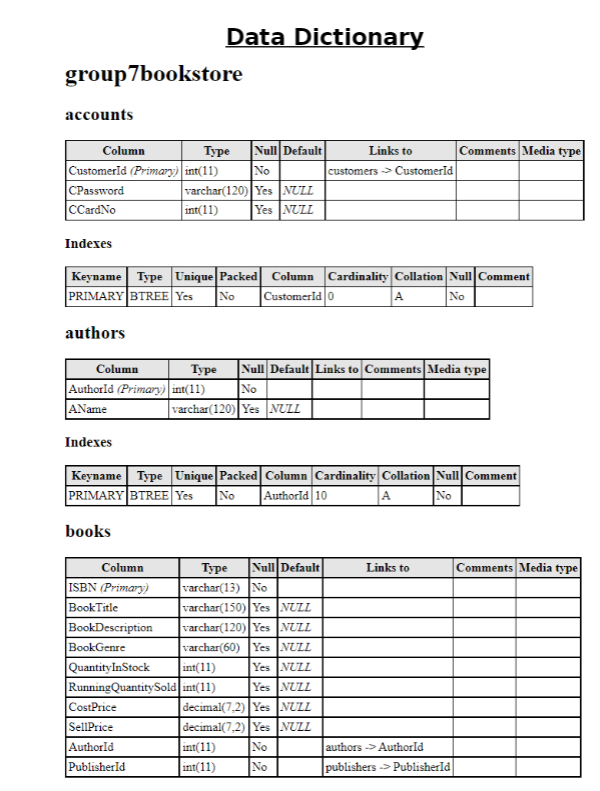 Data Dictionary
group7bookstore
accounts
Column Type Null Default Links to Comments Media type
CustomerId (Primary) int(11) No customers -> CustomerId
CPassword varchar(120) Yes NULL
CCardNo int(11) Yes NULL
Indexes
Keyname Type Unique Packed Column Cardinality Collation Null Comment
PRIMARY BTREE Yes No CustomerId 0 A No
authors
Column Type Null Default Links to Comments Media type
AuthorId (Primary) int(11) No
AName varchar(120) Yes NULL
Indexes
Keyname Type Unique Packed Column Cardinality Collation Null Comment
PRIMARY BTREE Yes No AuthorId 10 A No
books
Column Type Null Default Links to Comments Media type
ISBN (Primary) varchar(13) No
BookTitle varchar(150) Yes NULL
BookDescription varchar(120) Yes NULL
BookGenre varchar(60) Yes NULL
QuantityInStock int(11) Yes NULL
RunningQuantitySold int(11) Yes NULL
CostPrice decimal(7,2) Yes NULL
SellPrice decimal(7,2) Yes NULL
AuthorId int(11) No authors -> AuthorId
PublisherId int(11) No publishers -> PublisherId